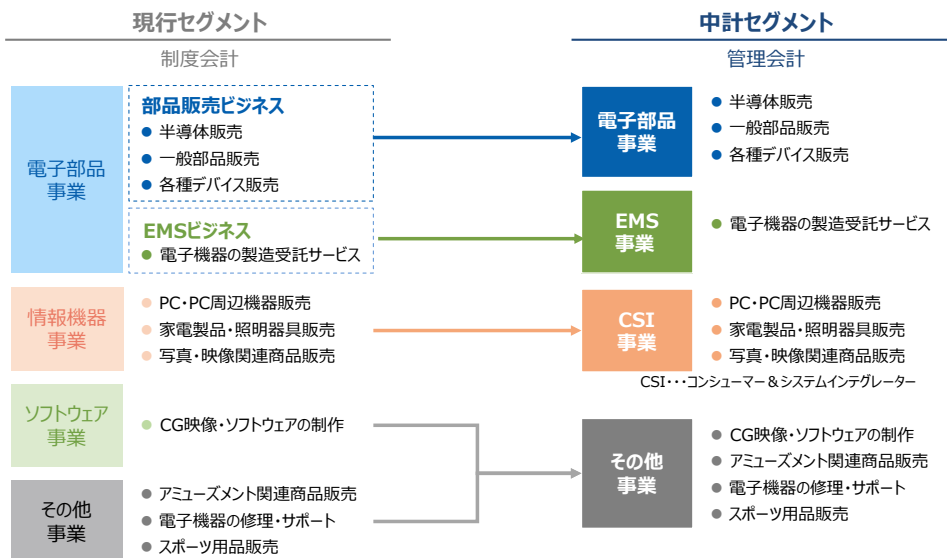 現行セグメント
制度会計
電子部品
事業
部品販売ビジネス
● 半導体販売
● 一般部品販売
● 各種デバイス販売
EMSビジネス
● 電子機器の製造受託サービス
情報機器
事業
● PC・PC周辺機器販売
● 家電製品・照明器具販売
● 写真・映像関連商品販売
ソフトウェア
事業
● CG映像・ソフトウェアの制作
その他
事業
● アミューズメント関連商品販売
● 電子機器の修理・サポート
● スポーツ用品販売
中計セグメント
管理会計
電子部品
事業
● 半導体販売
● 一般部品販売
● 各種デバイス販売
EMS
事業
● 電子機器の製造受託サービス
CSI
事業
● PC・PC周辺機器販売
● 家電製品・照明器具販売
● 写真・映像関連商品販売
CSI・・・コンシューマー＆システムインテグレーター
その他
事業
● CG映像・ソフトウェアの制作
● アミューズメント関連商品販売
● 電子機器の修理・サポート
● スポーツ用品販売